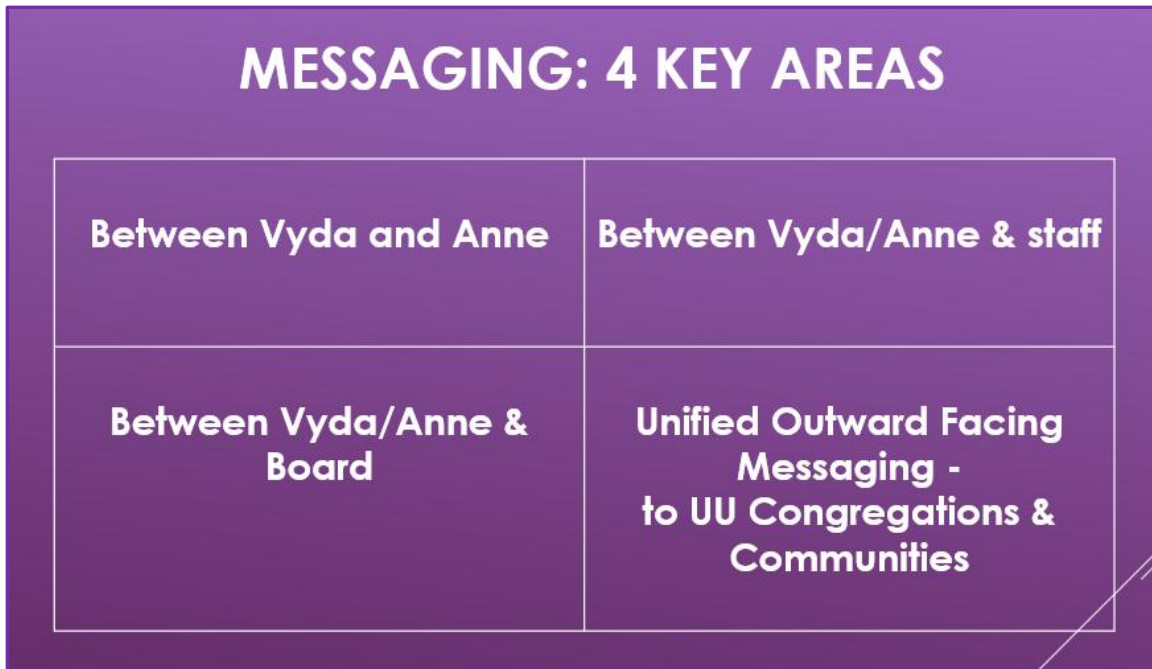 MESSAGING: 4 KEY AREAS
Between Vyda and Anne
Between Vyda/Anne & staff
Between Vyda/Anne &
Board
Unified Outward Facing
Messaging -
to UU Congregations &
Communities